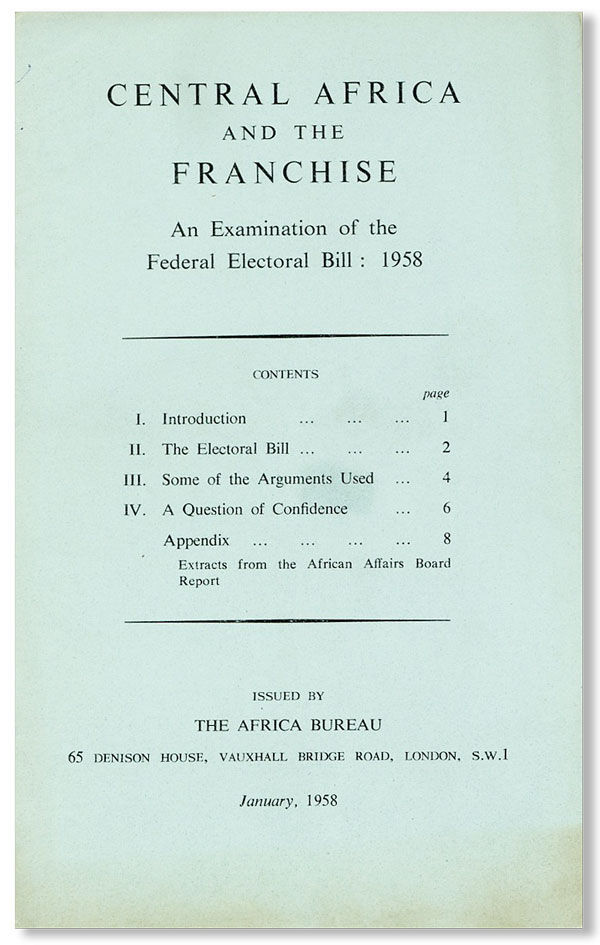 CENTRAL AFRICA
AND THE
FRANCHISE
An Examination of the
Federal Electoral Bill : 1958
CONTENTS
page
I. Introduction ... ... ... 1
II. The Electoral Bill ... ... ... 2
III. Some of the Arguments Used ... 4
IV. A Question of Confidence ... 6
Appendix ... ... ... ... 8
Extracts from the African Affairs Board
Report
ISSUED BY
THE AFRICA BUREAU
65 DENISON HOUSE, VAUXHALL BRIDGE ROAD, LONDON, S.W.1
January, 1958